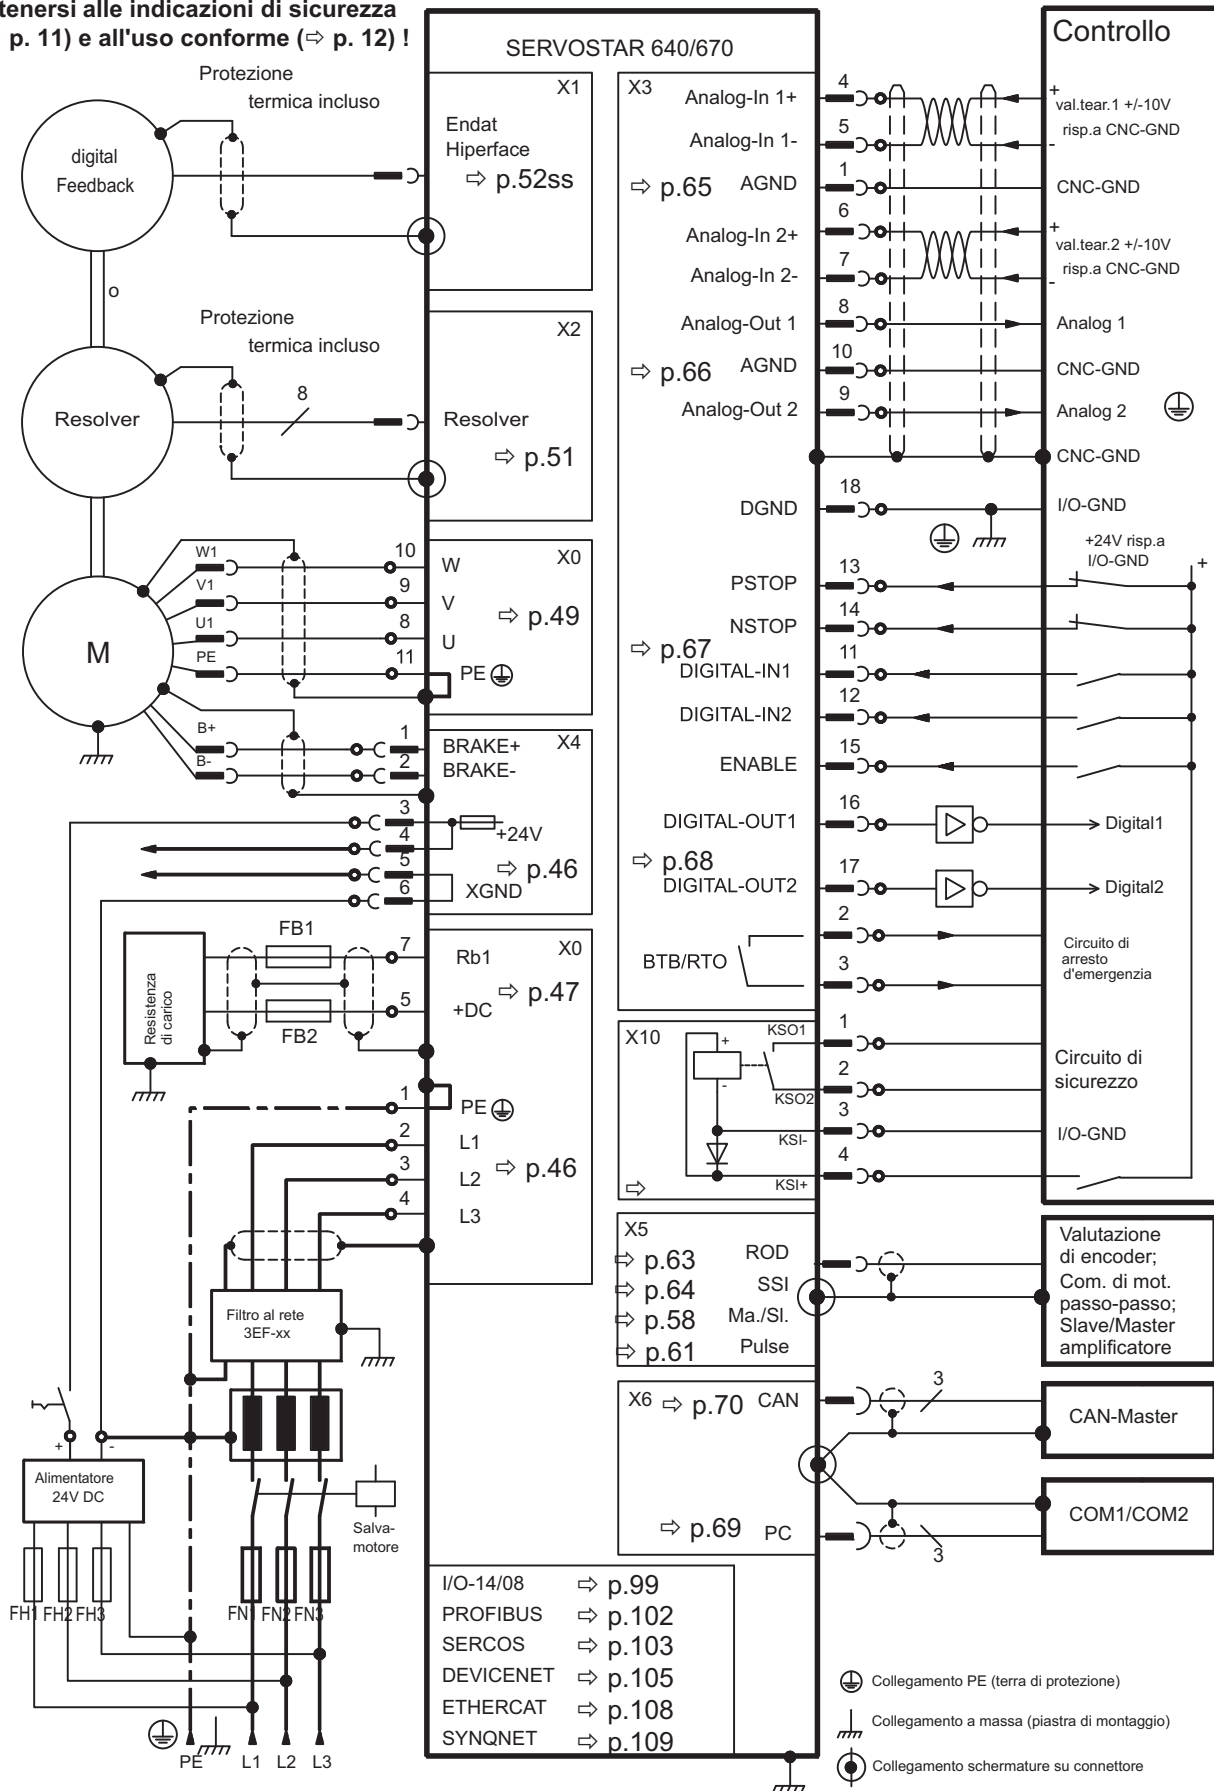 tenersi alle indicazioni di sicurezza
p. 11) e all'uso conforme (⇨ p. 12) !
SERVOSTAR 640/670
Controllo
Protezione
termica incluso
digital
Feedback
X1
Endat
Hiperface
⇨ p.52ss
o
Protezione
termica incluso
Resolver
8
X2
Resolver
⇨ p.51
M
W1
V1
U1
PE
10
9
8
11
X0
W
V
U
PE
⇨ p.49
B+
B-
1
2
3
4
5
6
X4
BRAKE+
BRAKE-
+24V
⇨ p.46
XGND
Resistenza
di carico
FB1
FB2
7
5
X0
Rb1
⇨ p.47
+DC
1
2
3
4
PE
L1
L2
⇨ p.46
L3
Filtro al rete
3EF-xx
+
-
Alimentatore
24V DC
Salva-
motore
FH1
FH2
FH3
FN1
FN2
FN3
PE
L1
L2
L3
X3
Analog-In 1+
4
+
val.tear.1 +/-10V
Analog-In 1-
5
risp.a CNC-GND
-
⇨ p.65
AGND
1
CNC-GND
Analog-In 2+
6
+
val.tear.2 +/-10V
Analog-In 2-
7
risp.a CNC-GND
-
Analog-Out 1
8
Analog 1
⇨ p.66
AGND
10
CNC-GND
Analog-Out 2
9
Analog 2
CNC-GND
DGND
18
I/O-GND
+24V risp.a
I/O-GND
+
PSTOP
13
NSTOP
14
⇨ p.67
DIGITAL-IN1
11
DIGITAL-IN2
12
ENABLE
15
DIGITAL-OUT1
16
Digital1
⇨ p.68
DIGITAL-OUT2
17
Digital2
BTB/RTO
2
3
Circuito di
arresto
d'emergenzia
X10
+
-
KSO1
1
KSO2
2
Circuito di
sicurezzo
KSI-
3
I/O-GND
KSI+
4
⇨
X5
⇨ p.63
ROD
⇨ p.64
SSI
⇨ p.58
Ma./Sl.
⇨ p.61
Pulse
Valutazione
di encoder;
Com. di mot.
passo-passo;
Slave/Master
amplificatore
X6
⇨ p.70
CAN
3
CAN-Master
⇨ p.69
PC
3
COM1/COM2
I/O-14/08 ⇨ p.99
PROFIBUS ⇨ p.102
SERCOS ⇨ p.103
DEVICENET ⇨ p.105
ETHERCAT ⇨ p.108
SYNQNET ⇨ p.109
Collegamento PE (terra di protezione)
Collegamento a massa (piastra di montaggio)
Collegamento schermature su connettore